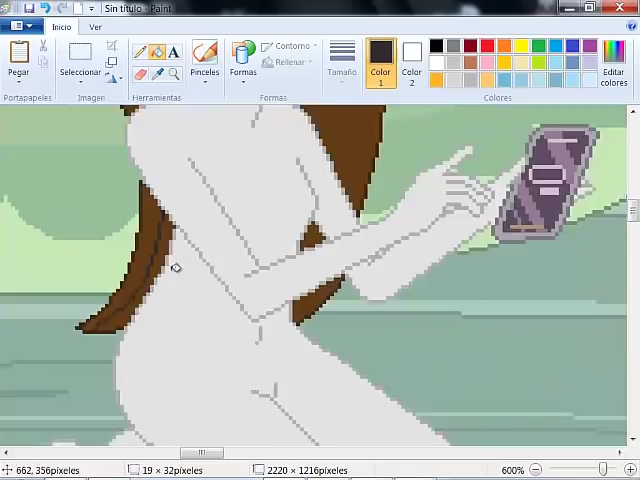 Sin título - Paint
Inicio Ver
Pegar
Seleccionar
A
Pinceles
Formas
Contorno
Rellenar
Tamaño
Color 1
Color 2
Editar colores
Portapapeles Imagen Herramientas Formas Colores
662, 356píxeles 19 × 32píxeles 2220 × 1216píxeles 600%